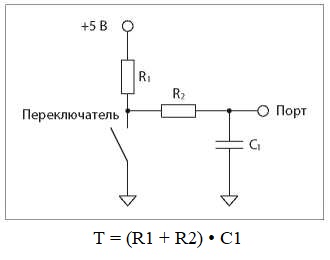 +5 В
R1
R2
Переключатель
Порт
C1
T = (R1 + R2) • C1